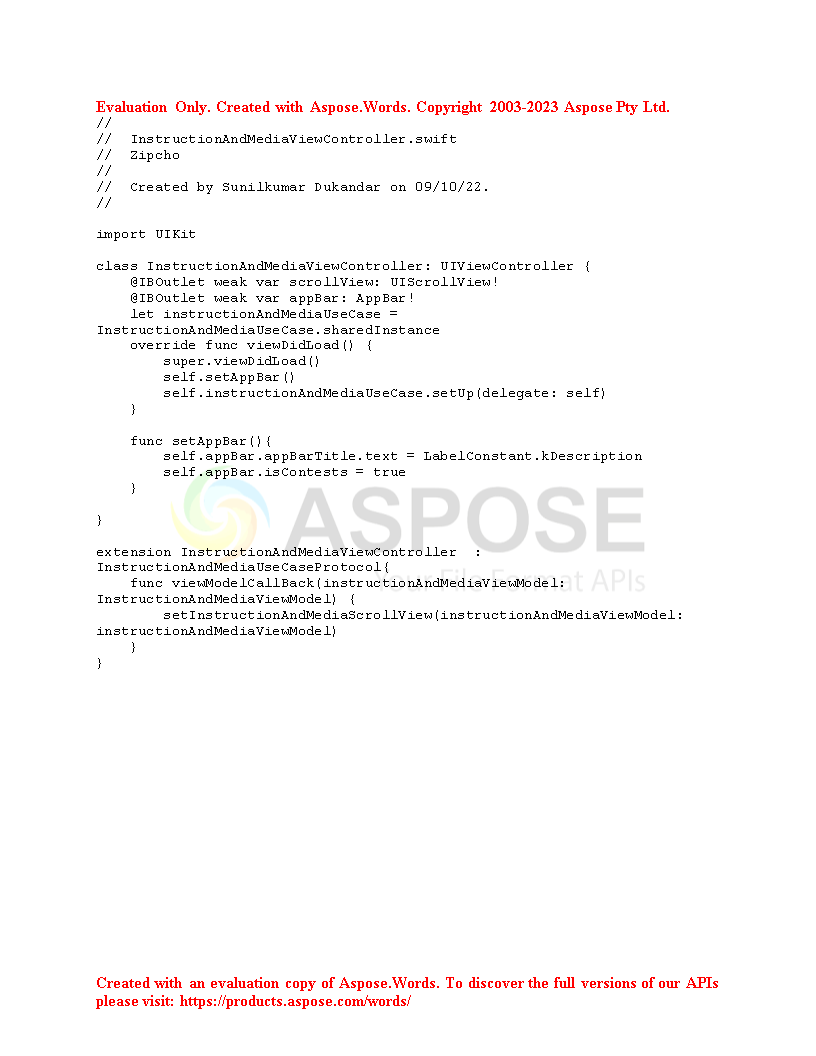 Evaluation Only. Created with Aspose.Words. Copyright 2003-2023 Aspose Pty Ltd.
//
//  InstructionAndMediaViewController.swift
//  Zipcho
//
//  Created by Sunilkumar Dukandar on 09/10/22.
//
import UIKit
class InstructionAndMediaViewController: UIViewController {
    @IBOutlet weak var scrollView: UIScrollView!
    @IBOutlet weak var appBar: AppBar!
    let instructionAndMediaUseCase =
InstructionAndMediaUseCase.sharedInstance
    override func viewDidLoad() {
        super.viewDidLoad()
        self.setAppBar()
        self.instructionAndMediaUseCase.setUp(delegate: self)
    }
    func setAppBar(){
        self.appBar.appBarTitle.text = LabelConstant.kDescription
        self.appBar.isContests = true
    }
ASPOSE
}
extension InstructionAndMediaViewController  :
InstructionAndMediaUseCaseProtocol{
    func viewModelCallBack(instructionAndMediaViewModel:
File Format APIs
InstructionAndMediaViewModel) {
        setInstructionAndMediaScrollView(instructionAndMediaViewModel:
instructionAndMediaViewModel)
    }
}
Created with an evaluation copy of Aspose.Words. To discover the full versions of our APIs
please visit: https://products.aspose.com/words/